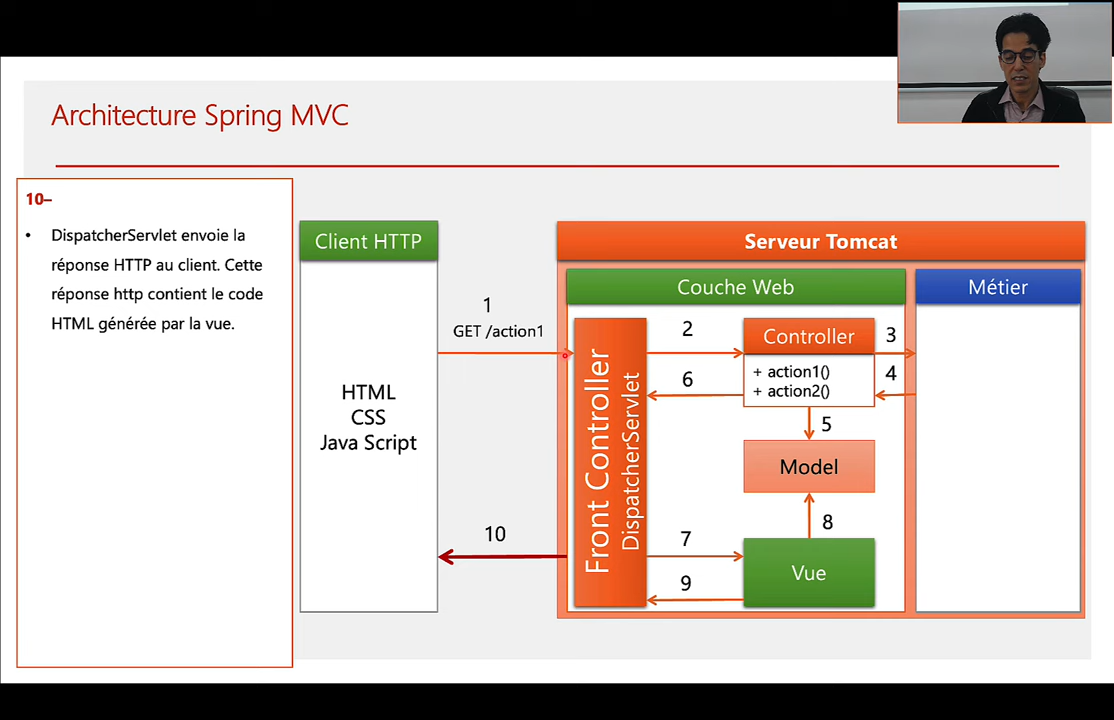 Architecture Spring MVC
10–
• DispatcherServlet envoie la
réponse HTTP au client. Cette
réponse http contient le code
HTML générée par la vue.
Client HTTP
HTML
CSS
Java Script
1
GET /action1
10
Serveur Tomcat
Couche Web
Métier
Front Controller
DispatcherServlet
2
6
Controller
+ action1()
+ action2()
3
4
5
Model
8
7
9
Vue